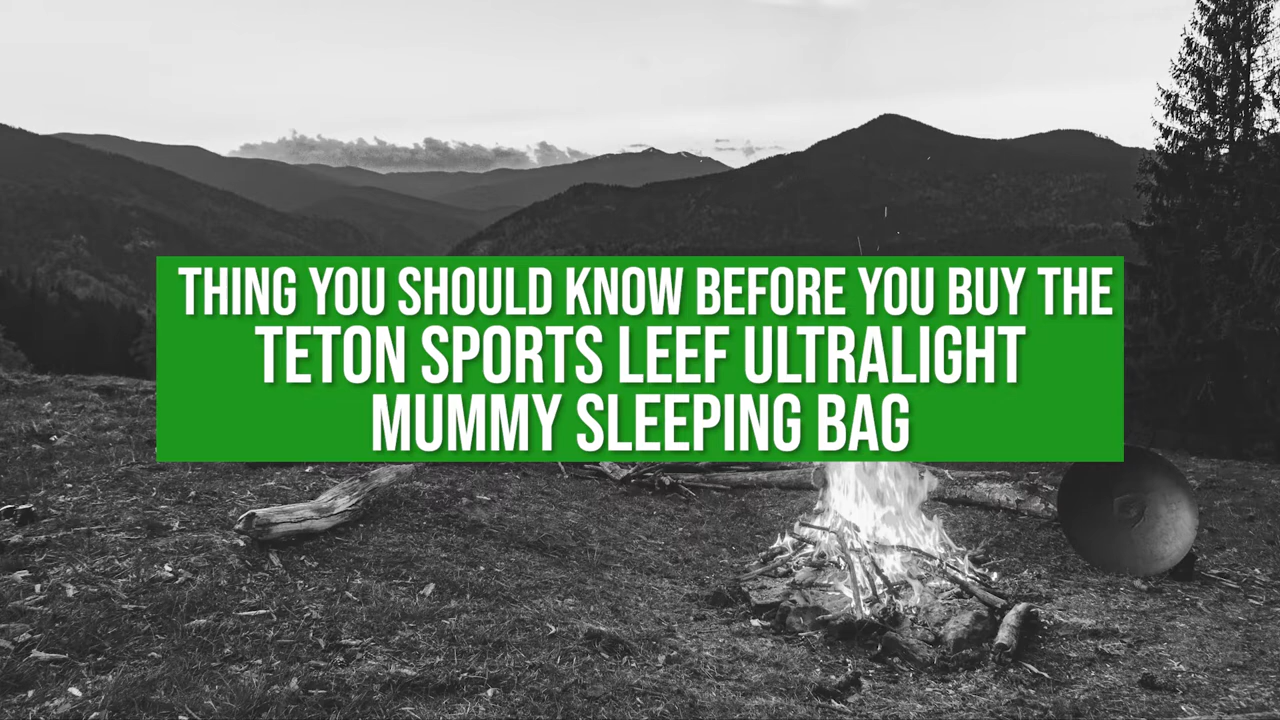 THING YOU SHOULD KNOW BEFORE YOU BUY THE
TETON SPORTS LEEF ULTRALIGHT
MUMMY SLEEPING BAG